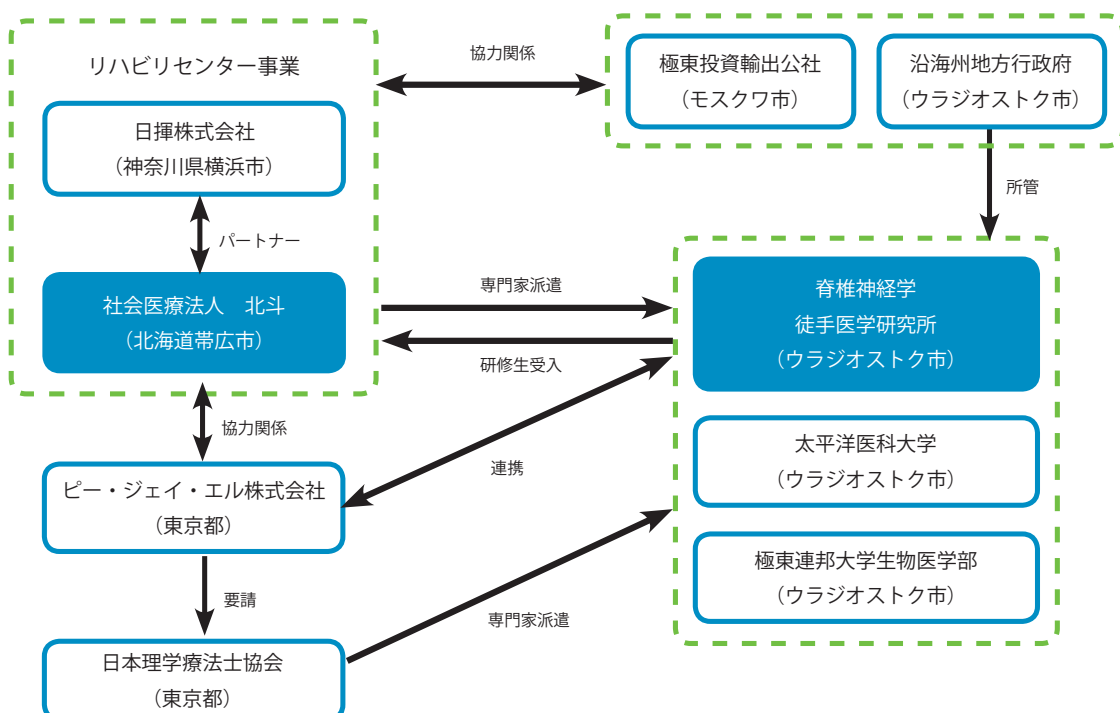 リハビリセンター事業
日揮株式会社
（神奈川県横浜市）
パートナー
社会医療法人　北斗
（北海道帯広市）
協力関係
極東投資輸出公社
（モスクワ市）
沿海州地方行政府
（ウラジオストク市）
所管
専門家派遣
研修生受入
脊椎神経学
徒手医学研究所
（ウラジオストク市）
協力関係
連携
太平洋医科大学
（ウラジオストク市）
ピー・ジェイ・エル株式会社
（東京都）
極東連邦大学生物医学部
（ウラジオストク市）
要請
専門家派遣
日本理学療法士協会
（東京都）